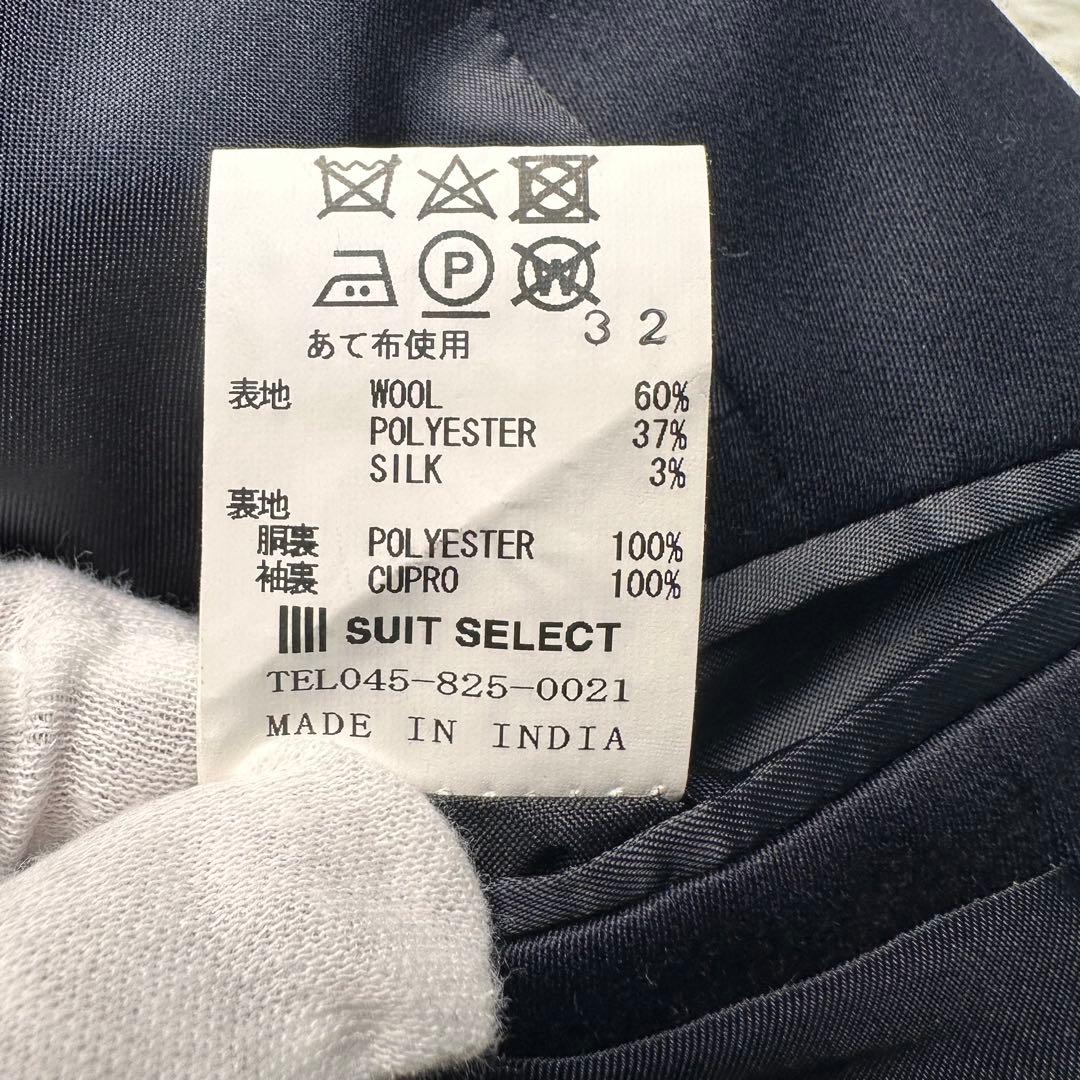 P
W
32
あて布使用
表地 WOOL 60%
POLYESTER 37%
SILK 3%
裏地
胴裏 POLYESTER 100%
袖裏 CUPRO 100%
SUIT SELECT
TEL045-825-0021
MADE IN INDIA